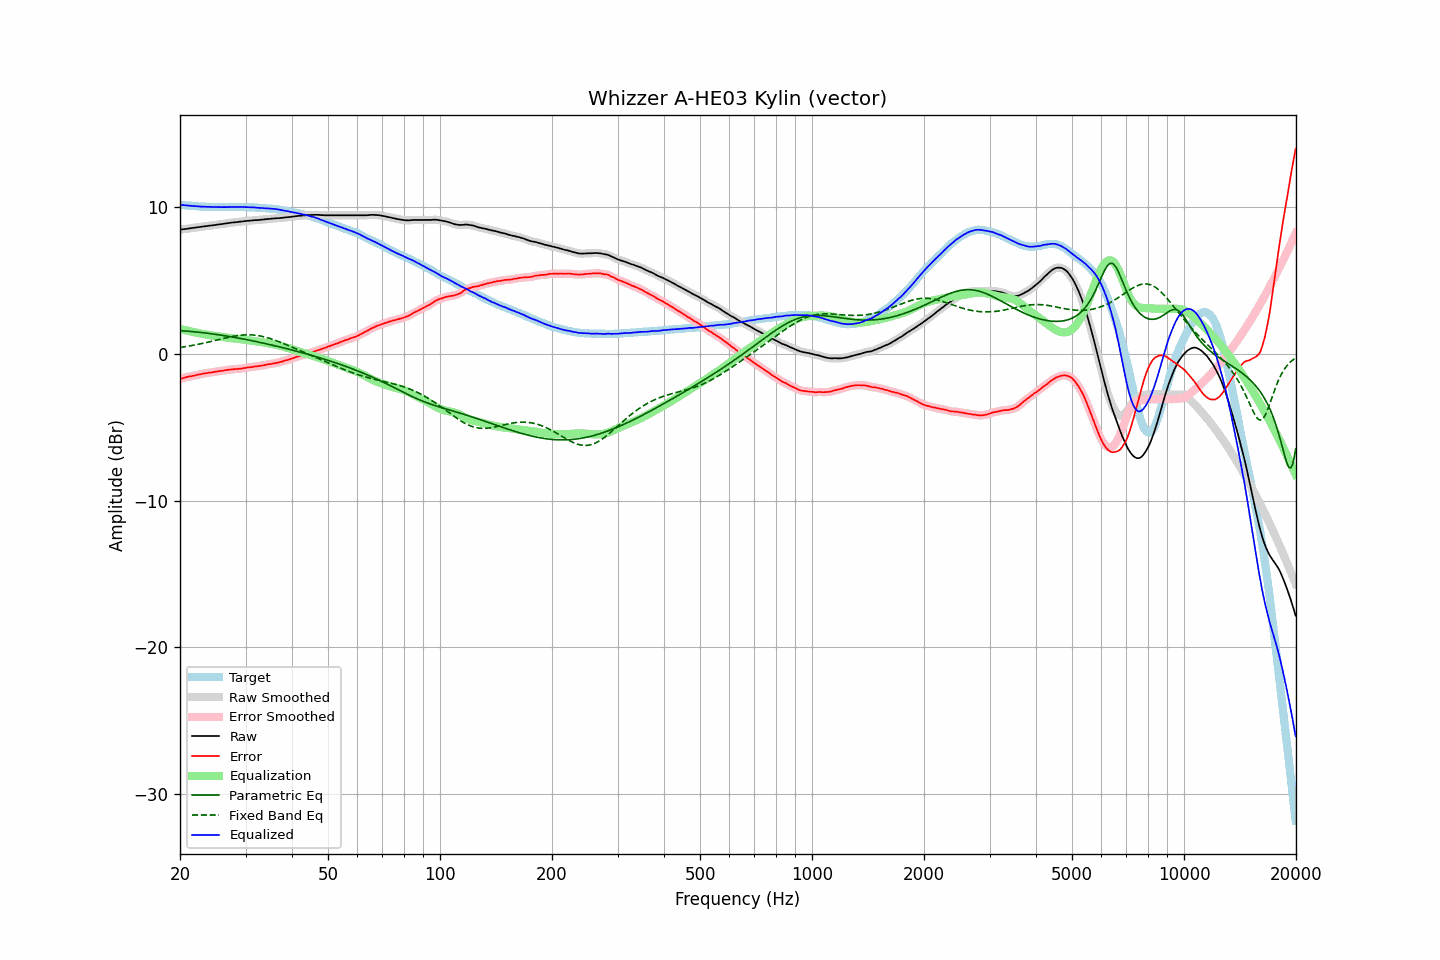 Whizzer A-HE03 Kylin (vector)
Amplitude (dBr)
10
0
−10
−20
−30
Target
Raw Smoothed
Error Smoothed
Raw
Error
Equalization
Parametric Eq
Fixed Band Eq
Equalized
20 50 100 200 500 1000 2000 5000 10000 20000
Frequency (Hz)